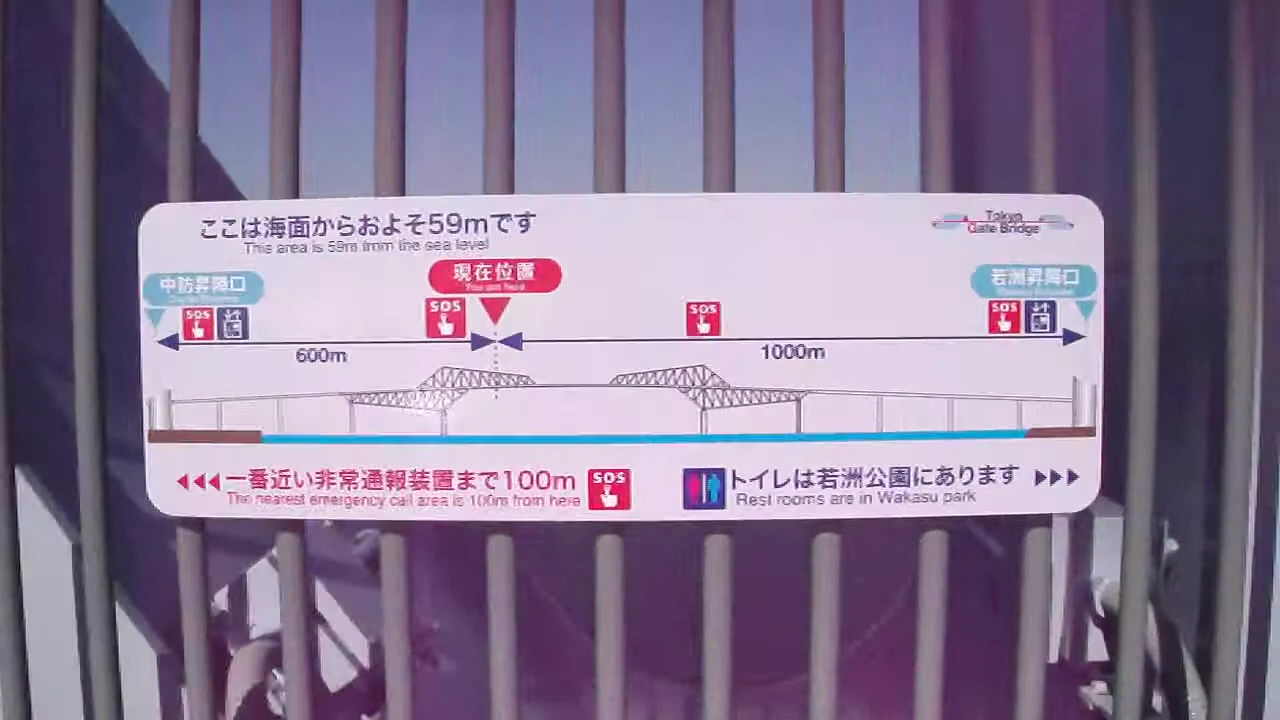 ここは海面からおよそ59mです
This area is 59m from the sea level
Tokyo
Gate Bridge
中防昇降口
現在位置
You are here
若洲昇降口
SOS
SOS
SOS
SOS
600m
1000m
一番近い非常通報装置まで100m
The nearest emergency call area is 100m from here
SOS
トイレは若洲公園にあります
Rest rooms are in Wakasu park